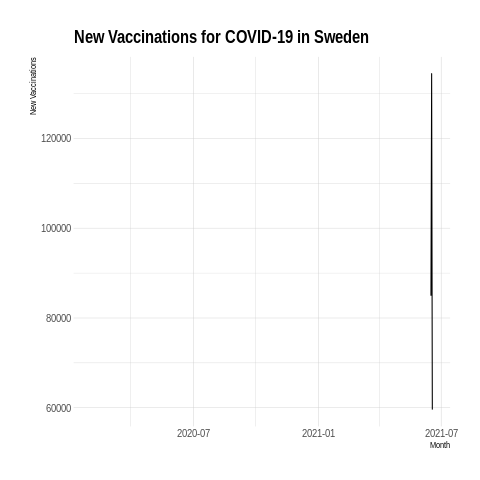 New Vaccinations for COVID-19 in Sweden
New Vaccinations
120000
100000
80000
60000
2020-07 2021-01 2021-07
Month